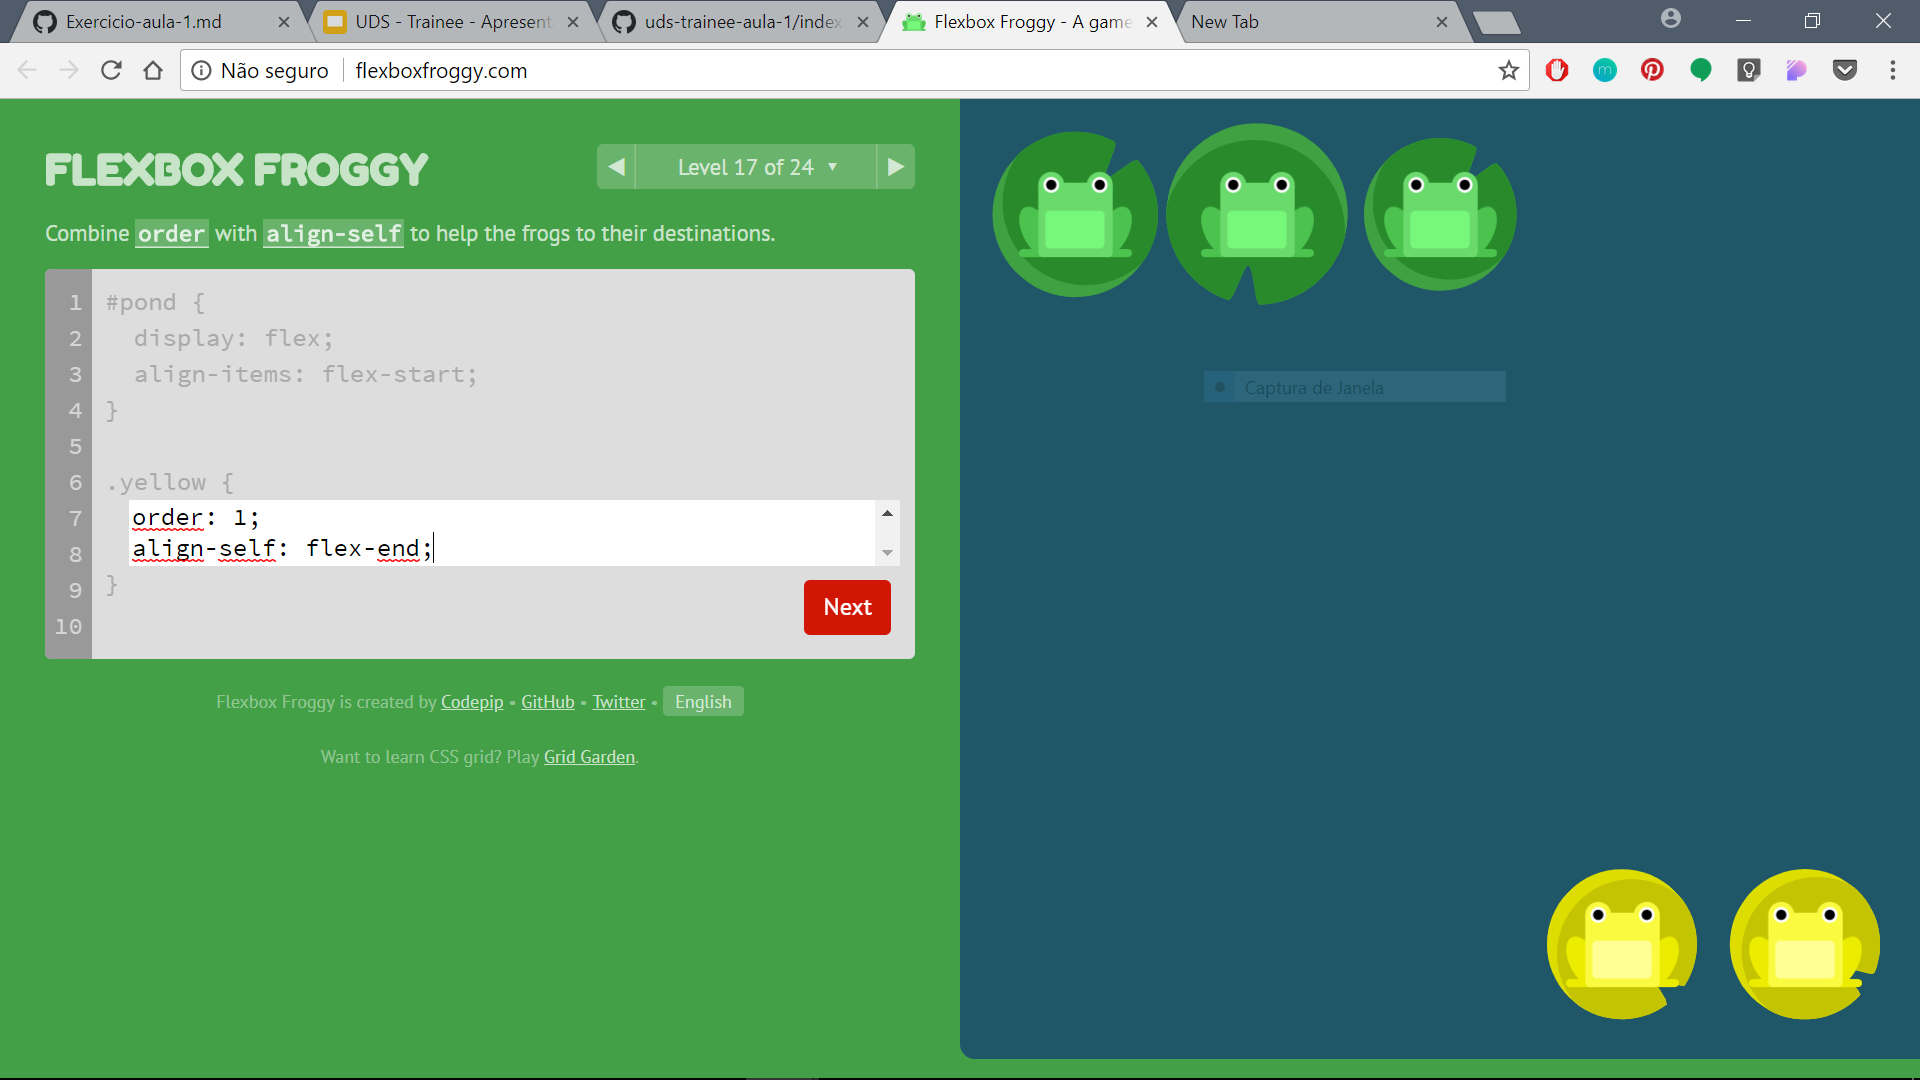 Exercicio-aula-1.md
UDS - Trainee - Apresent
uds-trainee-aula-1/index
Flexbox Froggy - A game
New Tab
Não seguro
flexboxfroggy.com
FLEXBOX FROGGY
Level 17 of 24
Combine order with align-self to help the frogs to their destinations.
1 #pond {
2 display: flex;
3 align-items: flex-start;
4 }
5
6 .yellow {
7 order: 1;
8 align-self: flex-end;
9 }
10
Next
Flexbox Froggy is created by Codepip • GitHub • Twitter • English
Want to learn CSS grid? Play Grid Garden.
Captura de Janela